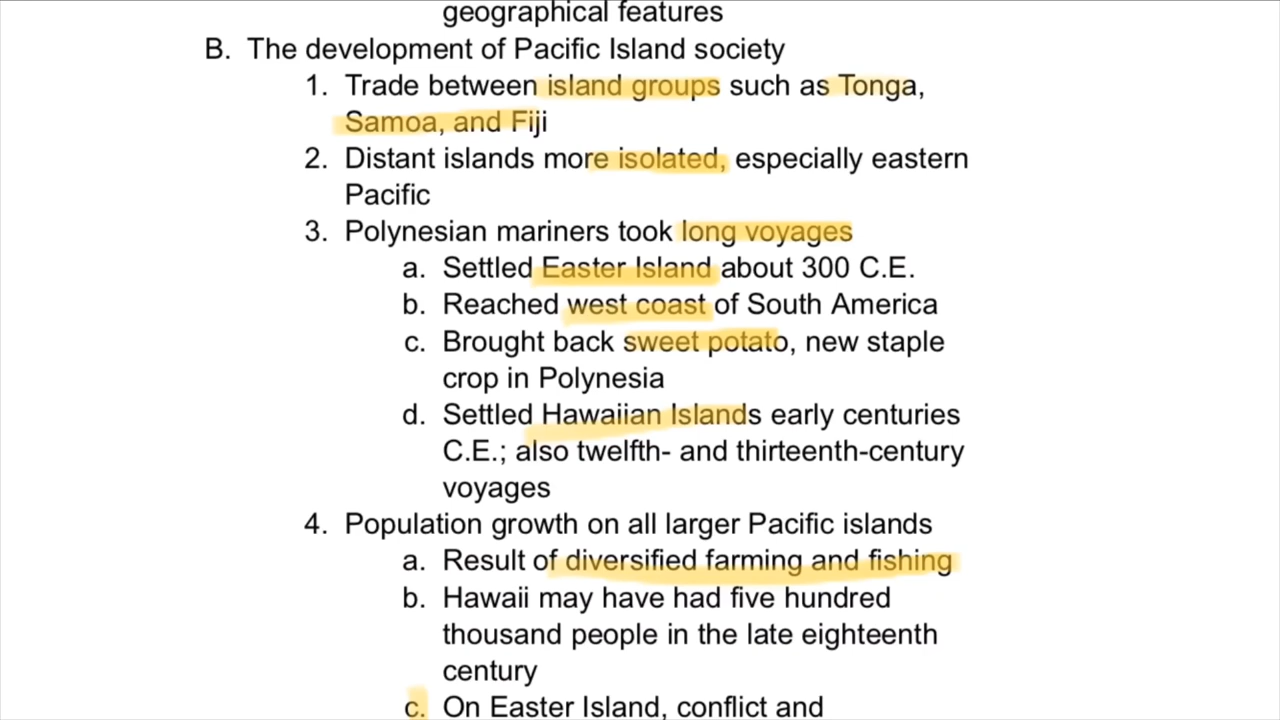 geographical features
B. The development of Pacific Island society
1. Trade between island groups such as Tonga,
Samoa, and Fiji
2. Distant islands more isolated, especially eastern
Pacific
3. Polynesian mariners took long voyages
a. Settled Easter Island about 300 C.E.
b. Reached west coast of South America
c. Brought back sweet potato, new staple
crop in Polynesia
d. Settled Hawaiian Islands early centuries
C.E.; also twelfth- and thirteenth-century
voyages
4. Population growth on all larger Pacific islands
a. Result of diversified farming and fishing
b. Hawaii may have had five hundred
thousand people in the late eighteenth
century
c. On Easter Island, conflict and